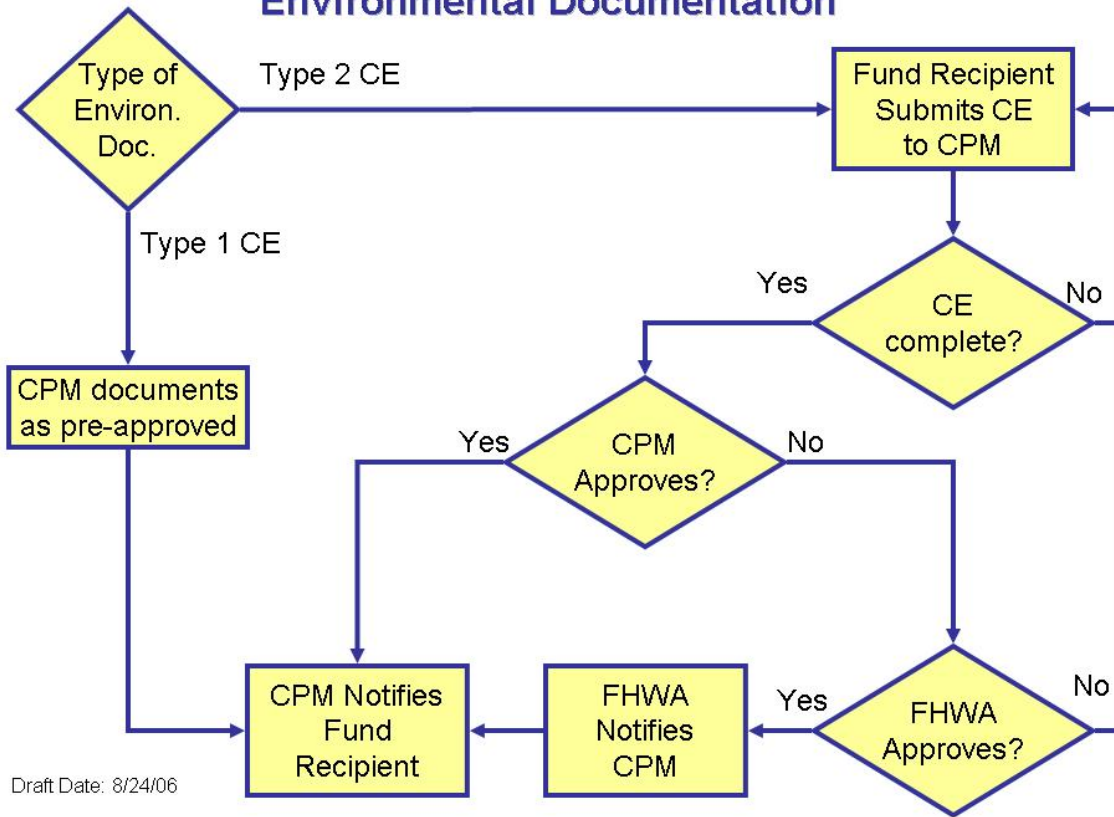 Environmental Documentation
Type of
Environ.
Doc.
Type 2 CE
Fund Recipient
Submits CE
to CPM
Type 1 CE
Yes
CE
complete?
No
CPM documents
as pre-approved
Yes
CPM
Approves?
No
CPM Notifies
Fund
Recipient
FHWA
Notifies
CPM
Yes
FHWA
Approves?
No
Draft Date: 8/24/06